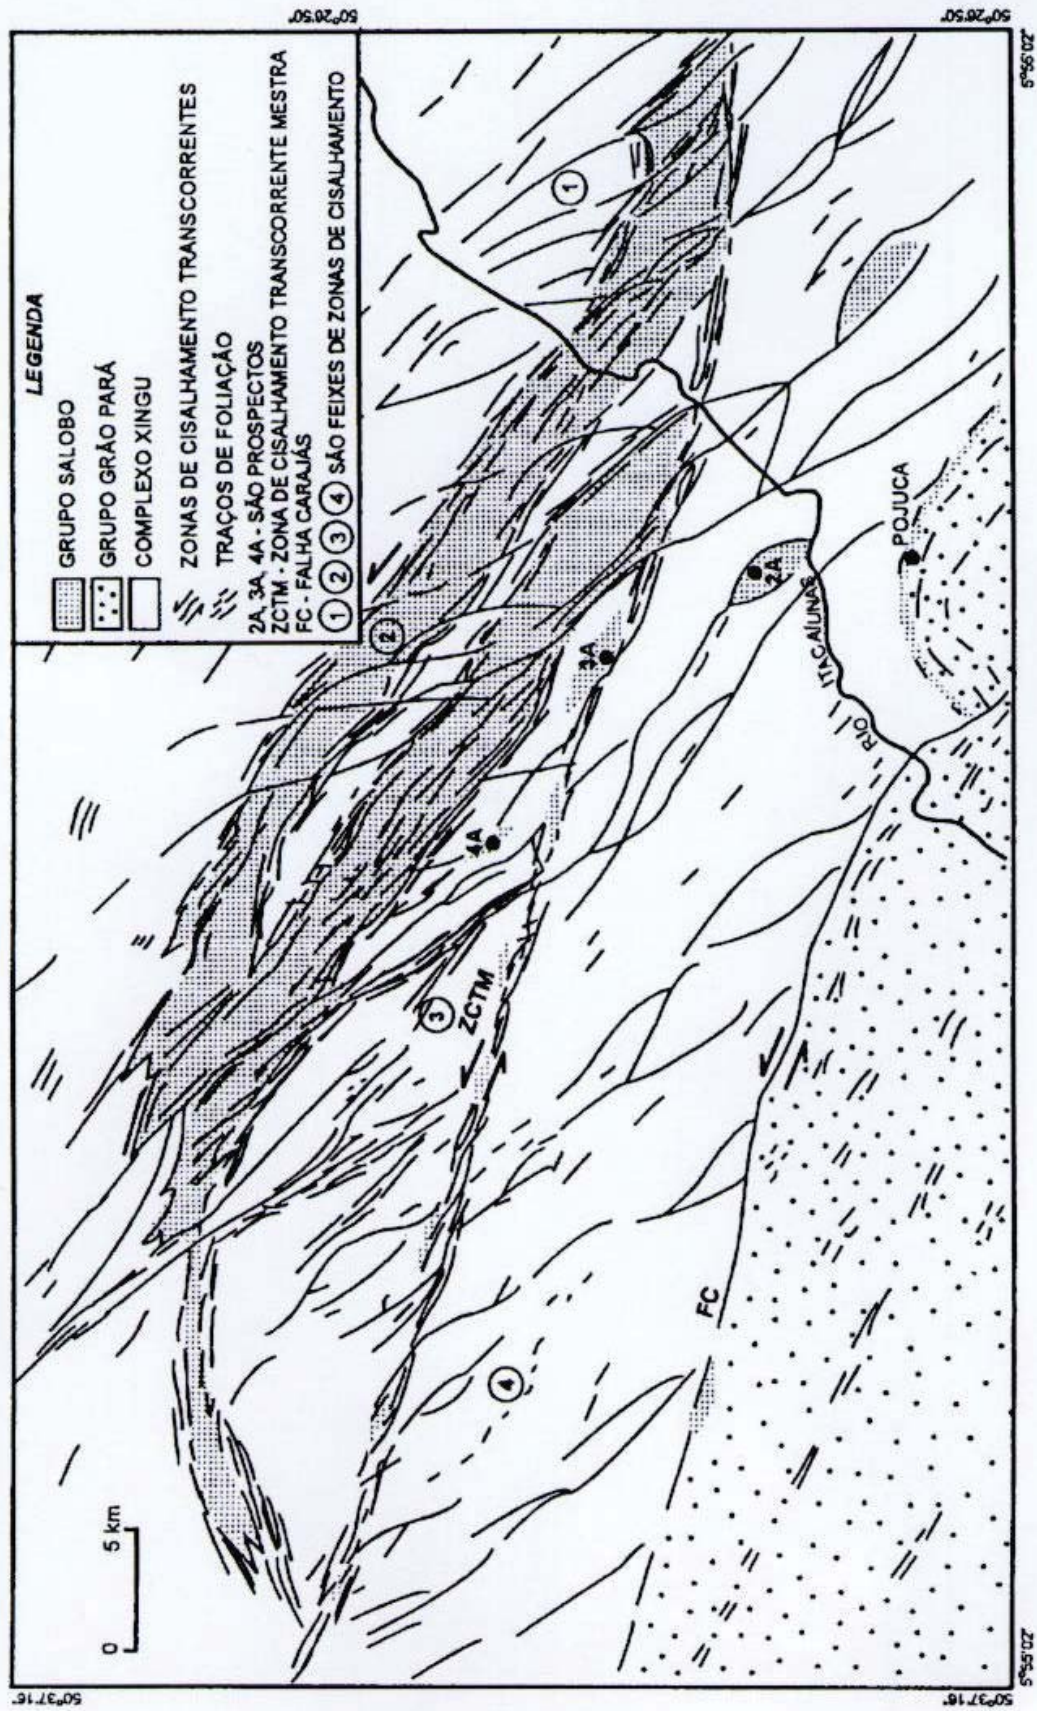 LEGENDA
GRUPO SALOBO
GRUPO GRÃO PARÁ
COMPLEXO XINGU
ZONAS DE CISALHAMENTO TRANSCORRENTES
TRAÇOS DE FOLIAÇÃO
2A, 3A, 4A - SÃO PROSPECTOS
ZCTM - ZONA DE CISALHAMENTO TRANSCORRENTE MESTRA
FC - FALHA CARAJÁS
1 2 3 4 SÃO FEIXES DE ZONAS DE CISALHAMENTO
0 5 km
1
2
3
4
ZCTM
4A
3A
2A
FC
POJUCA
RIO ITACAIUNAS
50°37'16"
50°26'50"
50°37'16"
50°26'50"
5°55'02"
5°55'02"